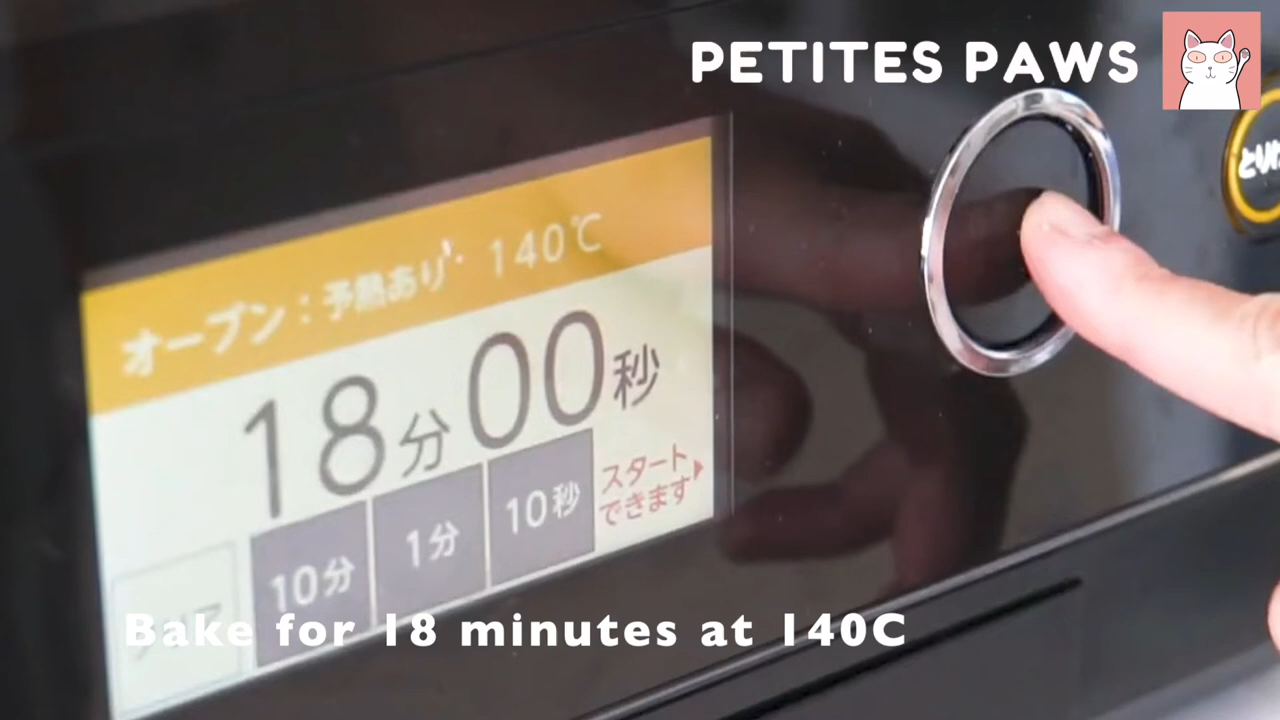 PETITES PAWS
オーブン:予熱あり 140℃
18分00秒
スタート
できます
10分
1分
10秒
Bake for 18 minutes at 140C